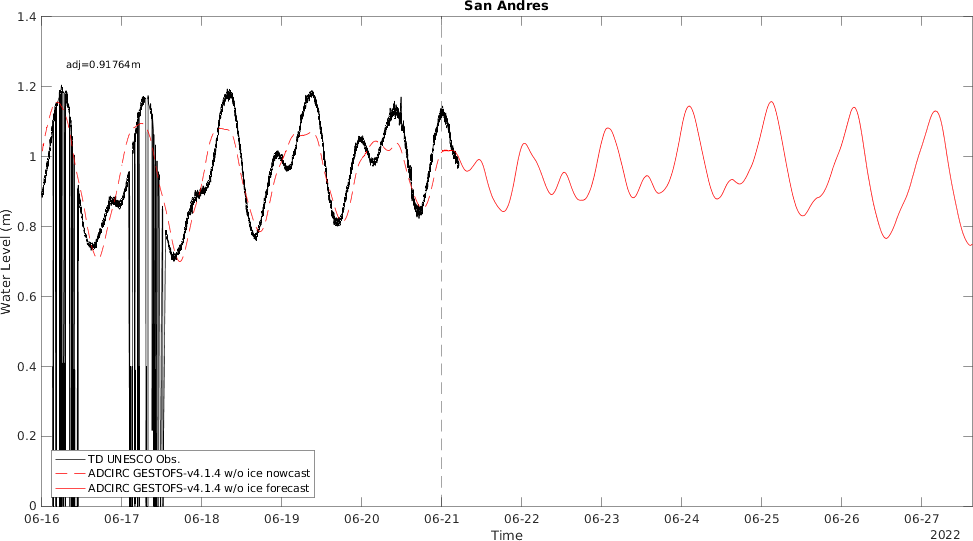 San Andres
1.4
adj=0.91764m
1.2
1
0.8
0.6
0.4
0.2
0
Water Level (m)
TD UNESCO Obs.
ADCIRC GESTOFS-v4.1.4 w/o ice nowcast
ADCIRC GESTOFS-v4.1.4 w/o ice forecast
06-16 06-17 06-18 06-19 06-20 06-21 06-22 06-23 06-24 06-25 06-26 06-27
Time
2022